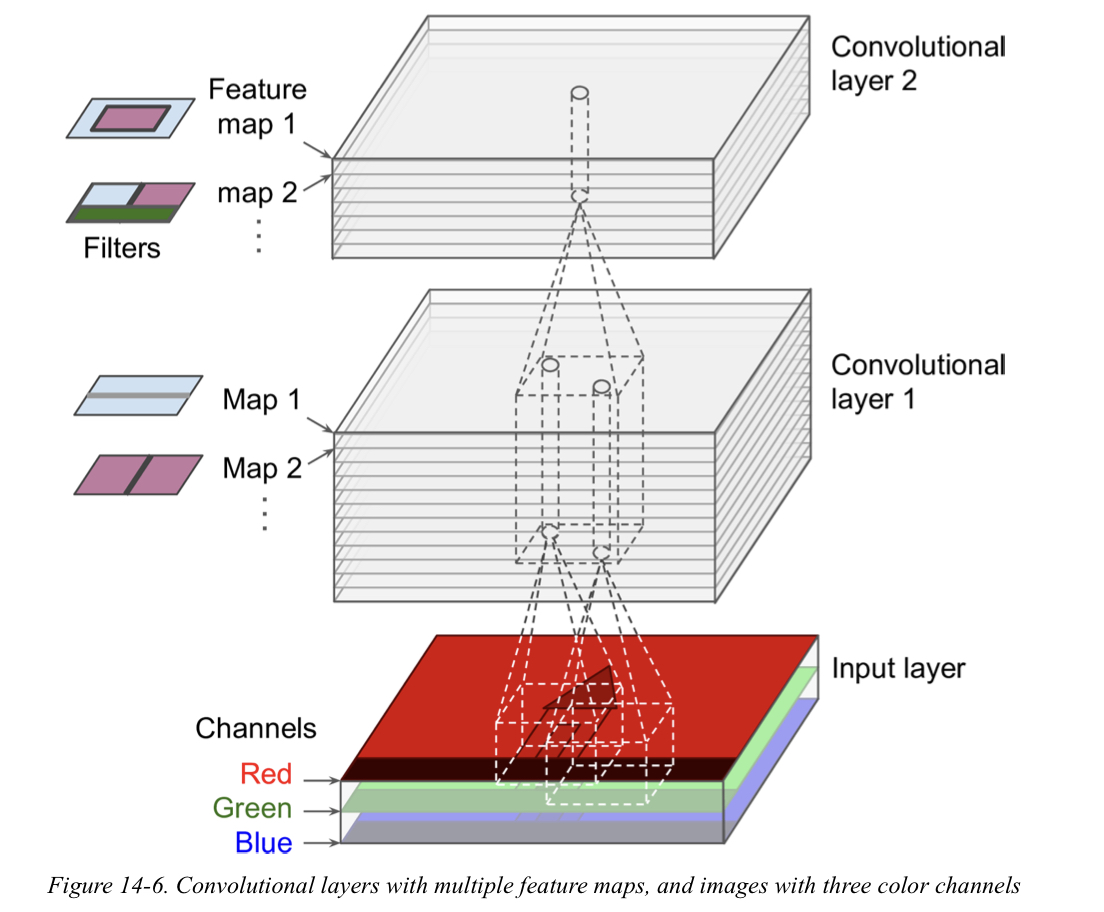 Convolutional
layer 2
Feature
map 1
map 2
Filters
Convolutional
layer 1
Map 1
Map 2
Input layer
Channels
Red
Green
Blue
Figure 14-6. Convolutional layers with multiple feature maps, and images with three color channels